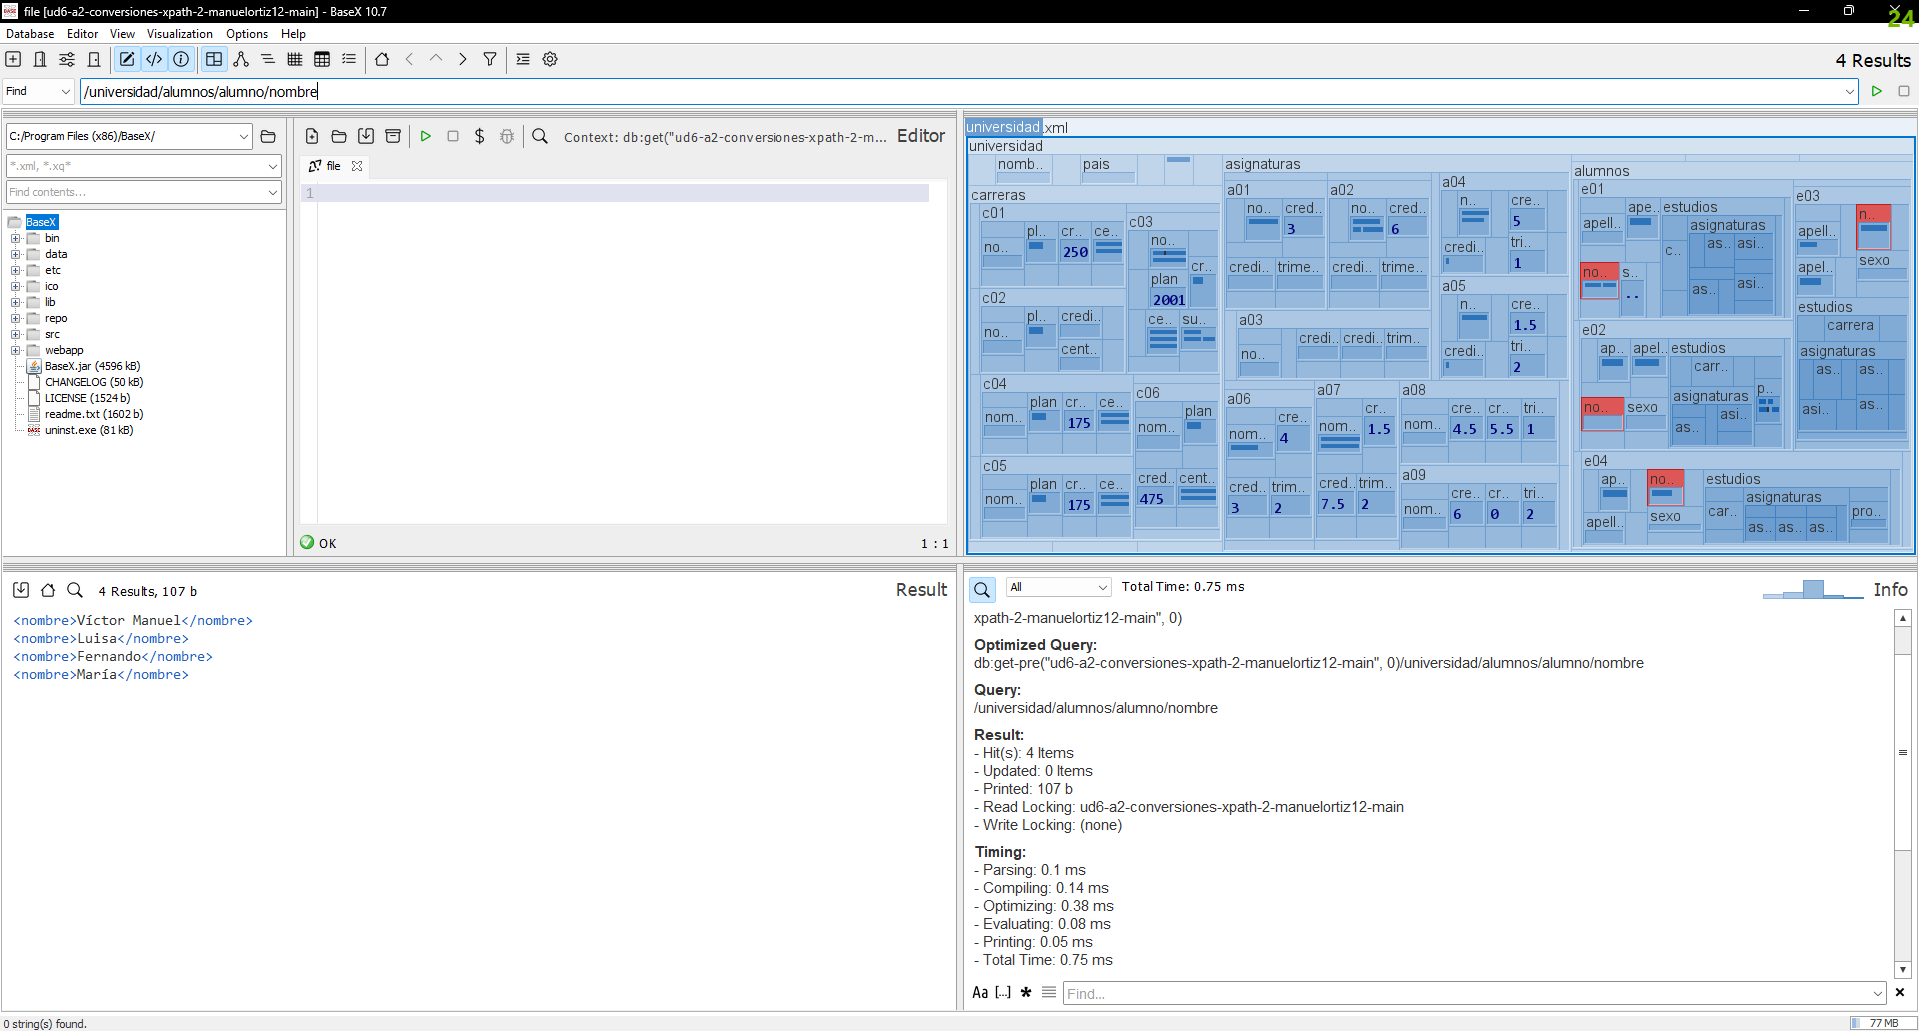 file [ud6-a2-conversiones-xpath-2-manuelortiz12-main] - BaseX 10.7
24
Database Editor View Visualization Options Help
4 Results
Find /universidad/alumnos/alumno/nombre
C:/Program Files (x86)/BaseX/
*.xml, *.xq*
Find contents...
BaseX
bin
data
etc
ico
lib
repo
src
webapp
BaseX.jar (4596 kB)
CHANGELOG (50 kB)
LICENSE (1524 b)
readme.txt (1602 b)
uninst.exe (81 kB)
Context: db:get("ud6-a2-conversiones-xpath-2-m... Editor
file
1
OK
1 : 1
universidad.xml
universidad
nomb.. pais
carreras
c01
no.. pl.. cr.. ce..
250
c02
no.. pl.. credi..
cent..
c03
no..
plan cr..
2001
ce.. su..
c04
nom.. plan cr.. ce..
175
c05
nom.. plan cr.. ce..
175
c06
nom.. plan
cred.. cent..
475
asignaturas
a01
no.. cred..
3
credi.. trime..
a02
no.. cred..
6
credi.. trime..
a03
no.. credi.. credi.. trim..
a04
n.. cre..
5
credi.. tri..
1
a05
n.. cre..
1.5
credi.. tri..
2
a06
nom.. cre..
4
cred.. trim..
3 2
a07
nom.. cr..
1.5
cred.. trim..
7.5 2
a08
nom.. cre.. cr.. tri..
4.5 5.5 1
a09
nom.. cre.. cr.. tri..
6 0 2
alumnos
e01
apell.. ape.. estudios
asignaturas
c.. as.. asi..
no.. s..
as.. asi..
e02
ap.. apel.. estudios
carr..
asignaturas p..
no.. sexo
as.. asi..
e03
apell.. n..
apel.. sexo
estudios
carrera
asignaturas
as.. as..
asi.. as..
e04
ap.. no.. estudios
asignaturas
apell.. sexo car.. as.. as.. as.. pro..
4 Results, 107 b Result
<nombre>Víctor Manuel</nombre>
<nombre>Luisa</nombre>
<nombre>Fernando</nombre>
<nombre>María</nombre>
All Total Time: 0.75 ms Info
xpath-2-manuelortiz12-main", 0)
Optimized Query:
db:get-pre("ud6-a2-conversiones-xpath-2-manuelortiz12-main", 0)/universidad/alumnos/alumno/nombre
Query:
/universidad/alumnos/alumno/nombre
Result:
- Hit(s): 4 Items
- Updated: 0 Items
- Printed: 107 b
- Read Locking: ud6-a2-conversiones-xpath-2-manuelortiz12-main
- Write Locking: (none)
Timing:
- Parsing: 0.1 ms
- Compiling: 0.14 ms
- Optimizing: 0.38 ms
- Evaluating: 0.08 ms
- Printing: 0.05 ms
- Total Time: 0.75 ms
Aa [...] * Find...
0 string(s) found.
77 MB